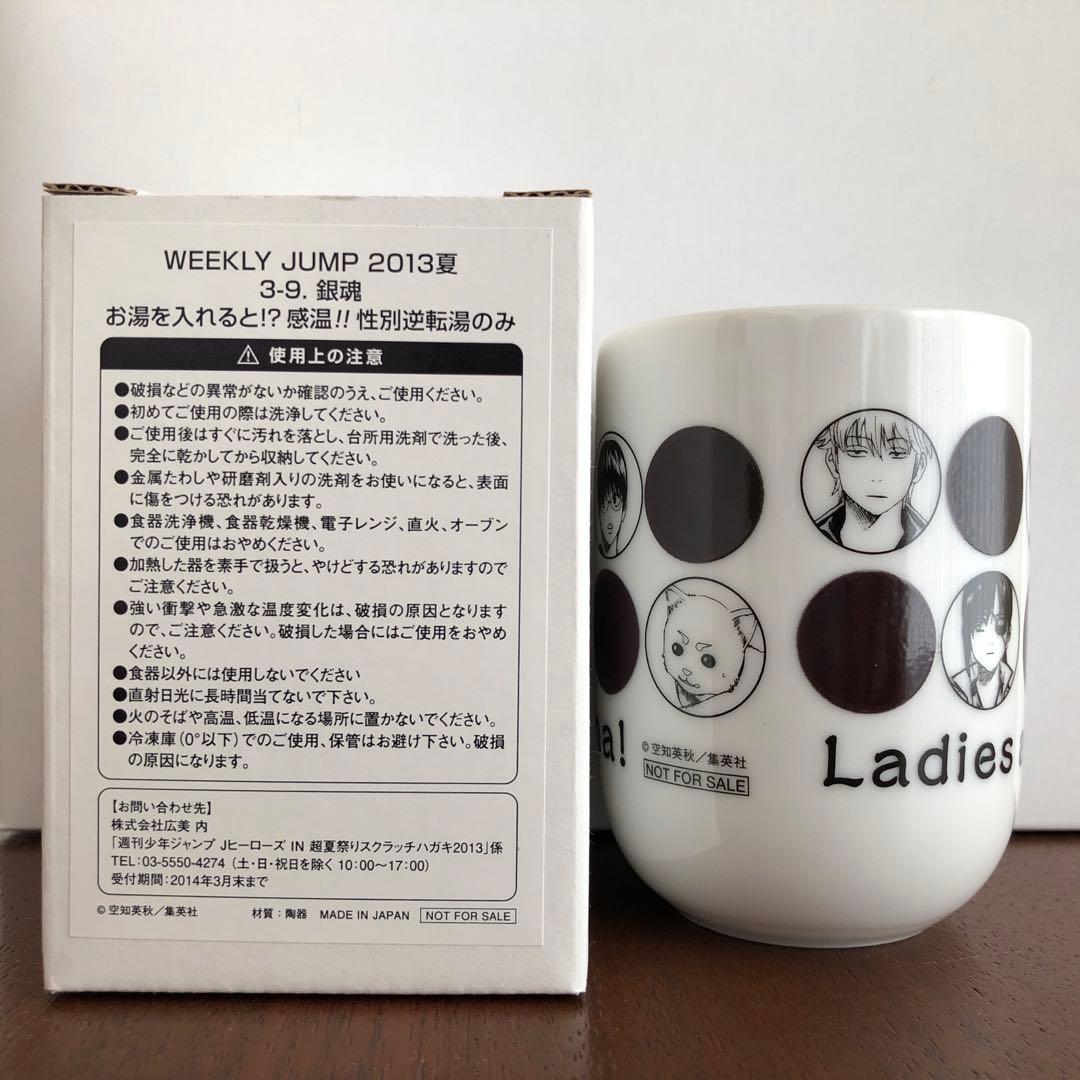 WEEKLY JUMP 2013夏
3-9. 銀魂
お湯を入れると!? 感温!! 性別逆転湯のみ
⚠ 使用上の注意
●破損などの異常がないか確認のうえ、ご使用ください。
●初めてご使用の際は洗浄してください。
●ご使用後はすぐに汚れを落とし、台所用洗剤で洗った後、
完全に乾かしてから収納してください。
●金属たわしや研磨剤入りの洗剤をお使いになると、表面
に傷をつける恐れがあります。
●食器洗浄機、食器乾燥機、電子レンジ、直火、オーブン
でのご使用はおやめください。
●加熱した器を素手で扱うと、やけどする恐れがありますので
ご注意ください。
●強い衝撃や急激な温度変化は、破損の原因となります
ので、ご注意ください。破損した場合にはご使用をおやめ
ください。
●食器以外には使用しないでください
●直射日光に長時間当てないで下さい。
●火のそばや高温、低温になる場所に置かないでください。
●冷凍庫(0°以下)でのご使用、保管はお避け下さい。破損
の原因になります。
【お問い合わせ先】
株式会社広美 内
「週刊少年ジャンプ Jヒーローズ IN 超夏祭りスクラッチハガキ2013」係
TEL:03-5550-4274 (土・日・祝日を除く 10:00〜17:00)
受付期間:2014年3月末まで
©空知英秋/集英社 材質:陶器 MADE IN JAPAN NOT FOR SALE
a!
©空知英秋/集英社
NOT FOR SALE
Ladies